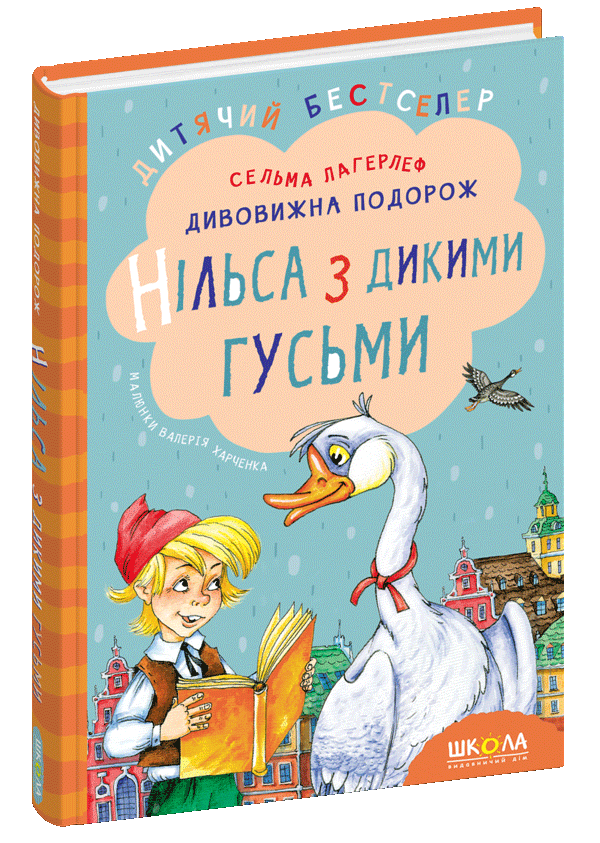 ДИТЯЧИЙ БЕСТСЕЛЕР
СЕЛЬМА ЛАГЕРЛЕФ
ДИВОВИЖНА ПОДОРОЖ
НІЛЬСА З ДИКИМИ
ГУСЬМИ
МАЛЮНКИ ВАЛЕРІЯ ХАРЧЕНКА
ШКОЛА
видавничий дім
ДИВОВИЖНА ПОДОРОЖ
НІЛЬСА З ДИКИМИ ГУСЬМИ
ШКОЛА